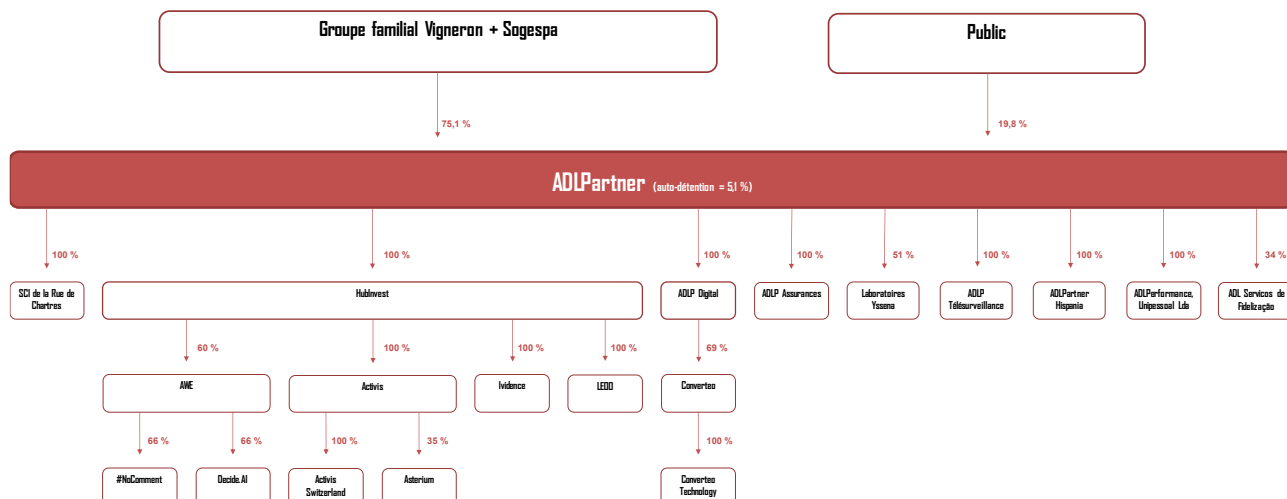 Groupe familial Vigneron + Sogespa
Public
75,1 %
19,8 %
ADLPartner (auto-détention = 5,1 %)
100 %
100 %
100 %
100 %
51 %
100 %
100 %
100 %
34 %
SCI de la Rue de
Chartres
HubInvest
ADLP Digital
ADLP Assurances
Laboratoires
Yssena
ADLP
Télésurveillance
ADLPartner
Hispania
ADLPerformance,
Unipessoal Lda
ADL Servicos de
Fidelização
60 %
100 %
100 %
100 %
69 %
AWE
Activis
Ividence
LEOO
Converteo
66 %
66 %
100 %
35 %
100 %
#NoComment
Decide.AI
Activis
Switzerland
Asterium
Converteo
Technology